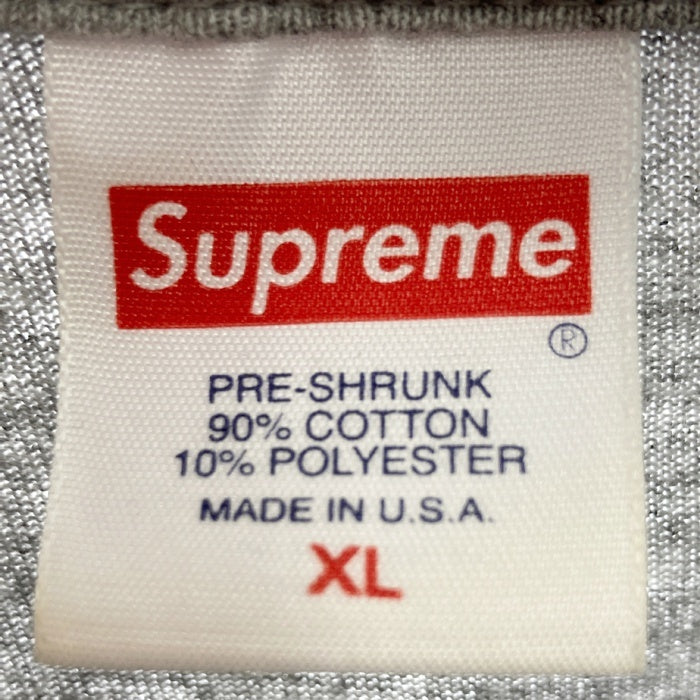 Supreme
®
PRE-SHRUNK
90% COTTON
10% POLYESTER
MADE IN U.S.A.
XL